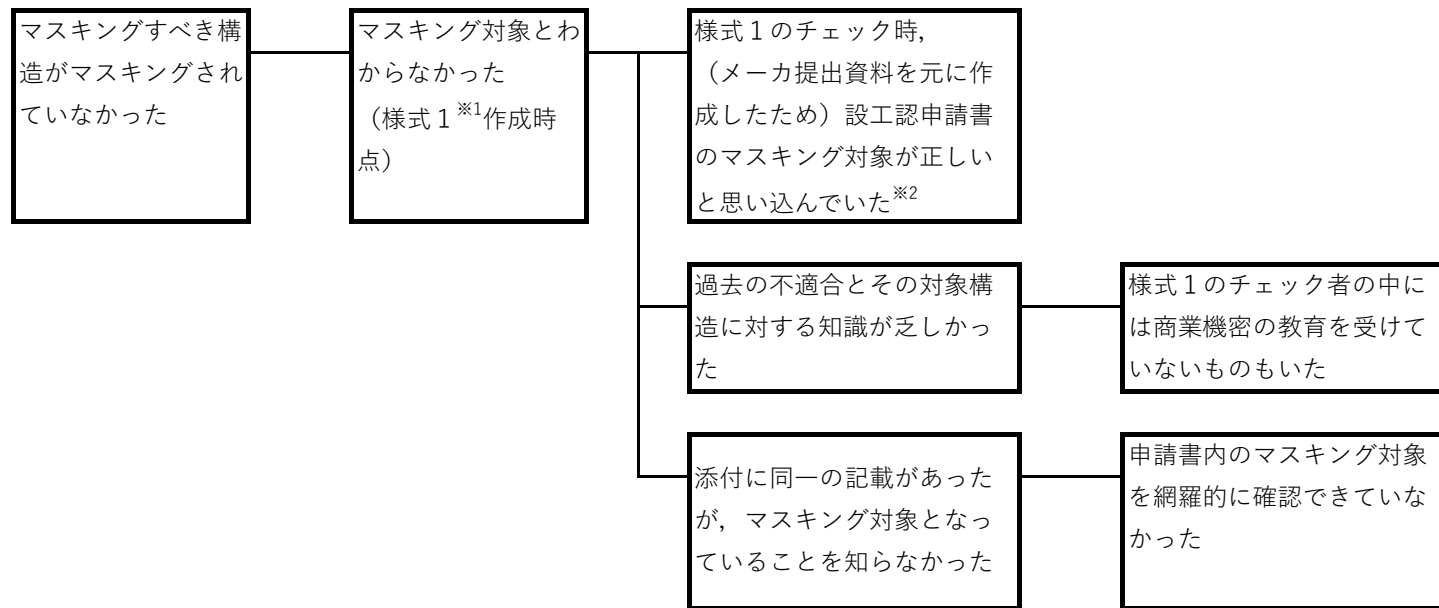 マスキングすべき構
造がマスキングされ
ていなかった
マスキング対象とわ
からなかった
（様式１※1作成時
点）
様式１のチェック時，
（メーカ提出資料を元に作
成したため）設工認申請書
のマスキング対象が正しい
と思い込んでいた※2
過去の不適合とその対象構
造に対する知識が乏しかっ
た
様式１のチェック者の中に
は商業機密の教育を受けて
いないものもいた
添付に同一の記載があった
が，マスキング対象となっ
ていることを知らなかった
申請書内のマスキング対象
を網羅的に確認できていな
かった